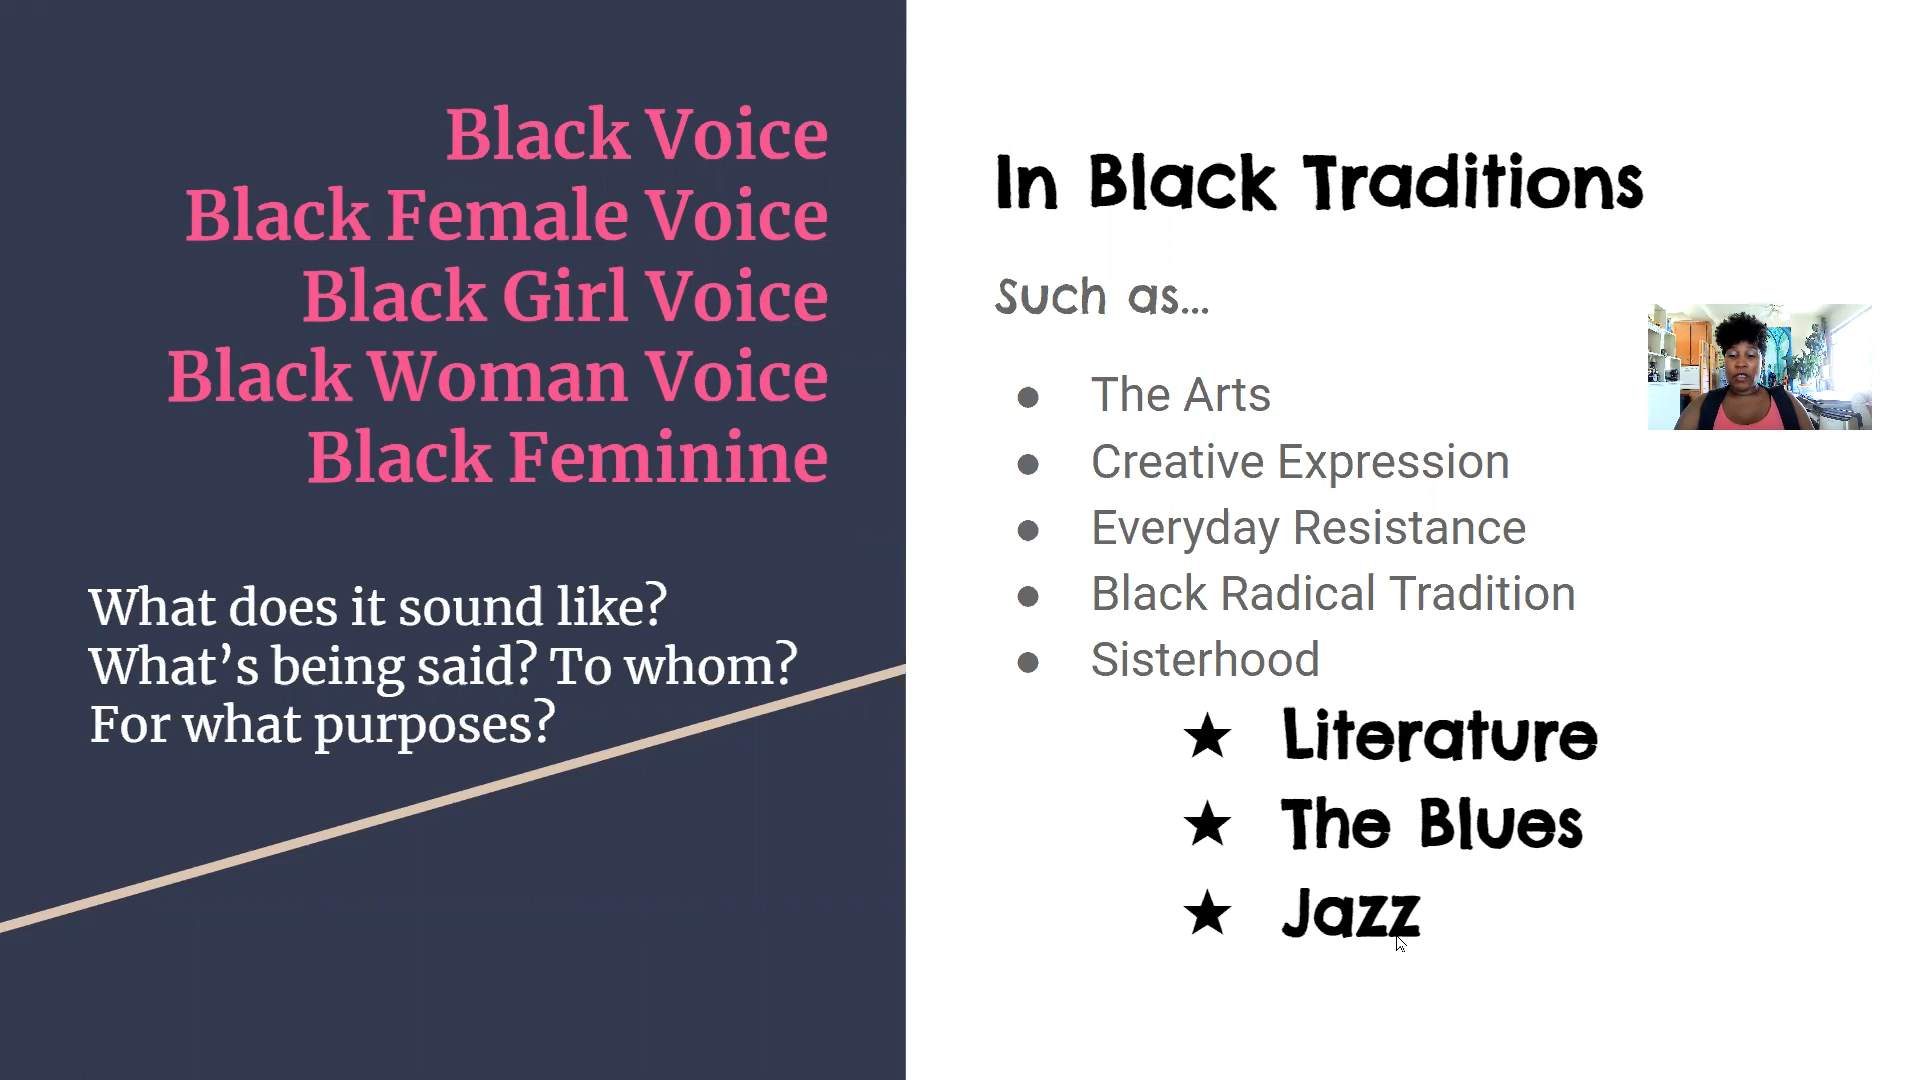 Black Voice
Black Female Voice
Black Girl Voice
Black Woman Voice
Black Feminine
What does it sound like?
What’s being said? To whom?
For what purposes?
In Black Traditions
Such as...
● The Arts
● Creative Expression
● Everyday Resistance
● Black Radical Tradition
● Sisterhood
★ Literature
★ The Blues
★ Jazz